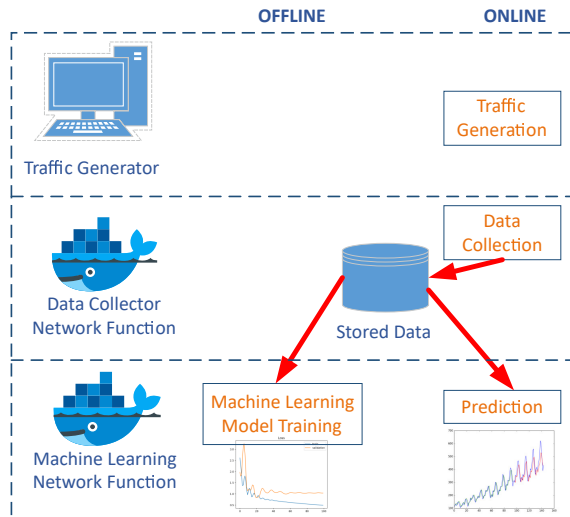 OFFLINE
ONLINE
Traffic
Generation
Traffic Generator
Data
Collection
Data Collector
Network Function
Stored Data
Machine Learning
Model Training
Prediction
Machine Learning
Network Function